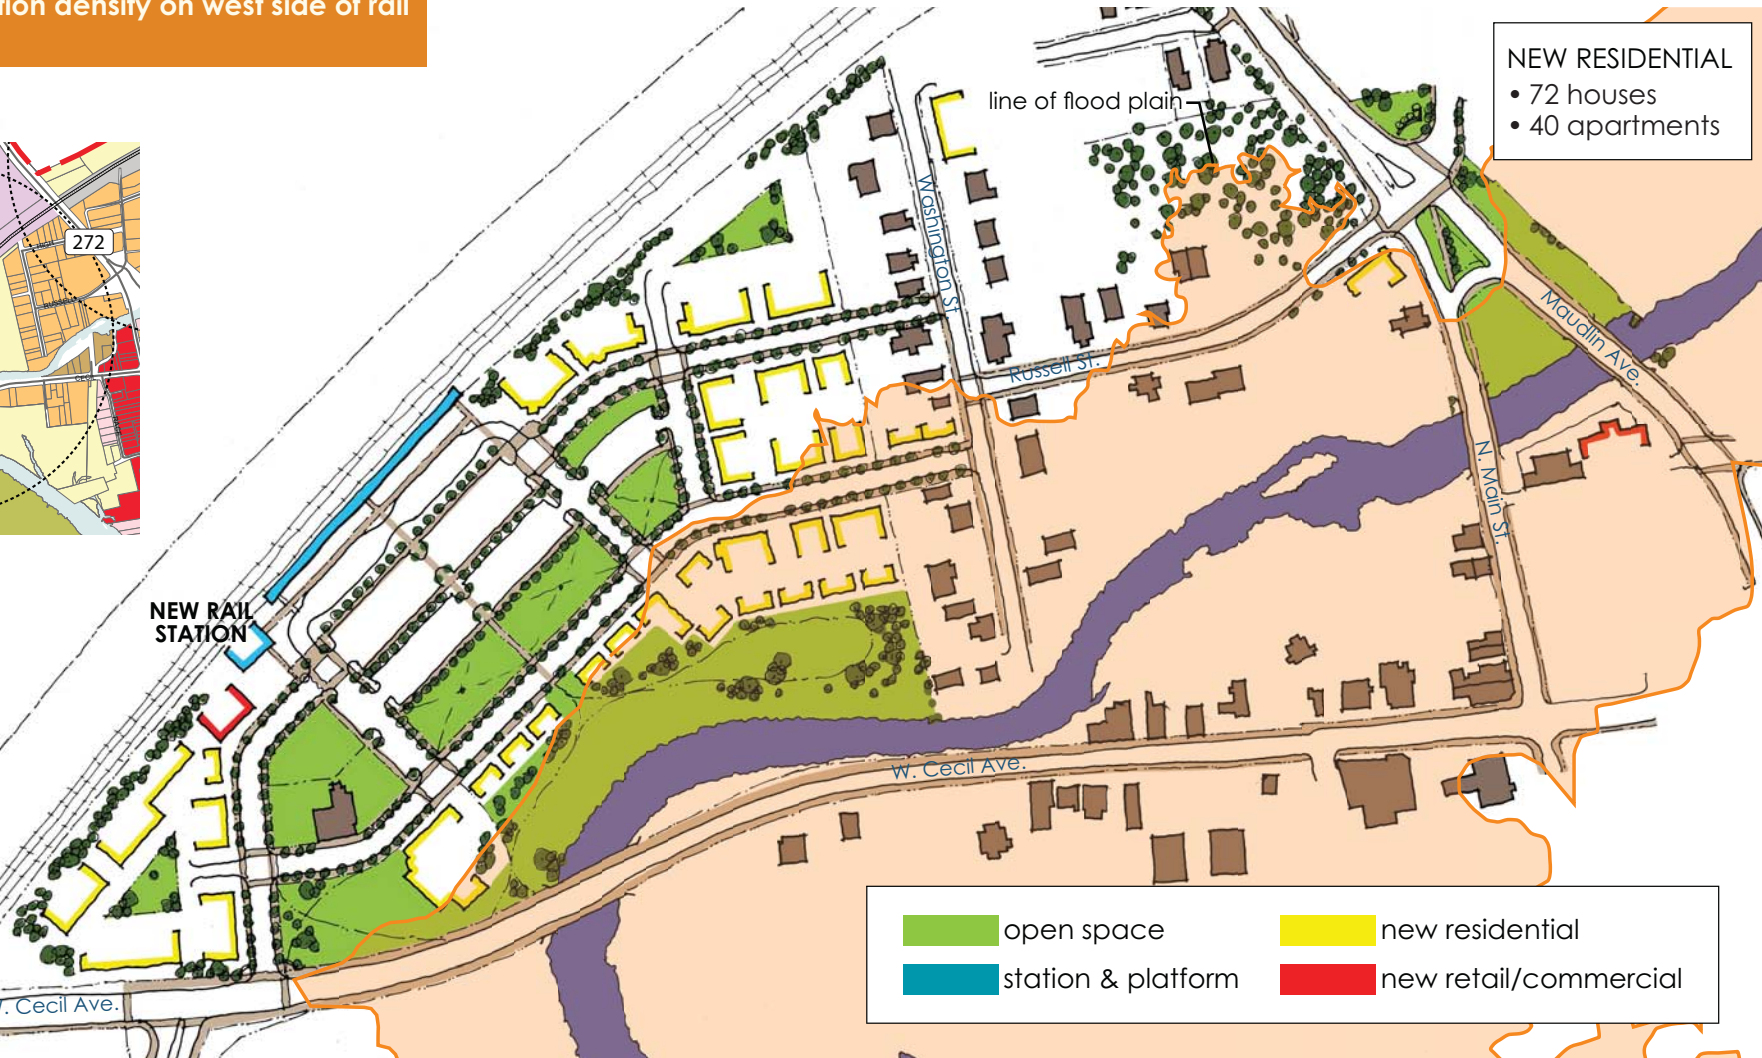 tion density on west side of rail
272
RUSSELL
line of flood plain
NEW RESIDENTIAL
• 72 houses
• 40 apartments
Washington St.
Russell St.
Maudlin Ave.
N. Main St.
NEW RAIL
STATION
W. Cecil Ave.
. Cecil Ave.
open space
new residential
station & platform
new retail/commercial